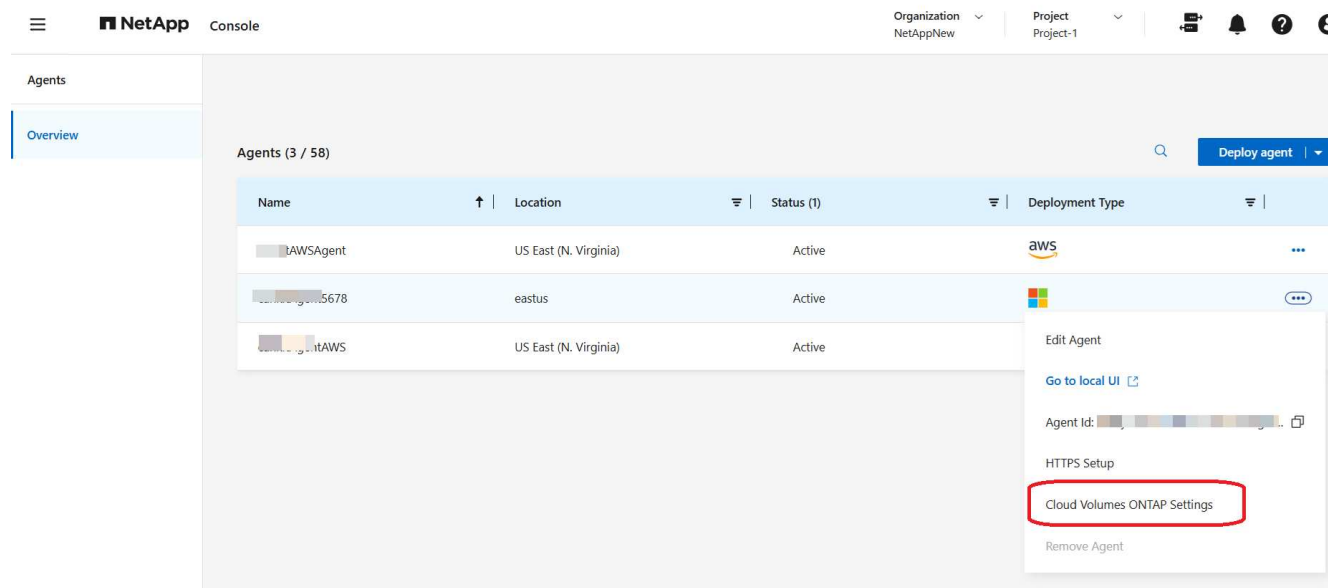 NetApp Console
Organization
NetAppNew
Project
Project-1
Agents
Overview
Agents (3 / 58)
Deploy agent
Name Location Status (1) Deployment Type
tAWSAgent US East (N. Virginia) Active aws
5678 eastus Active
ntAWS US East (N. Virginia) Active
Edit Agent
Go to local UI
Agent Id:
HTTPS Setup
Cloud Volumes ONTAP Settings
Remove Agent